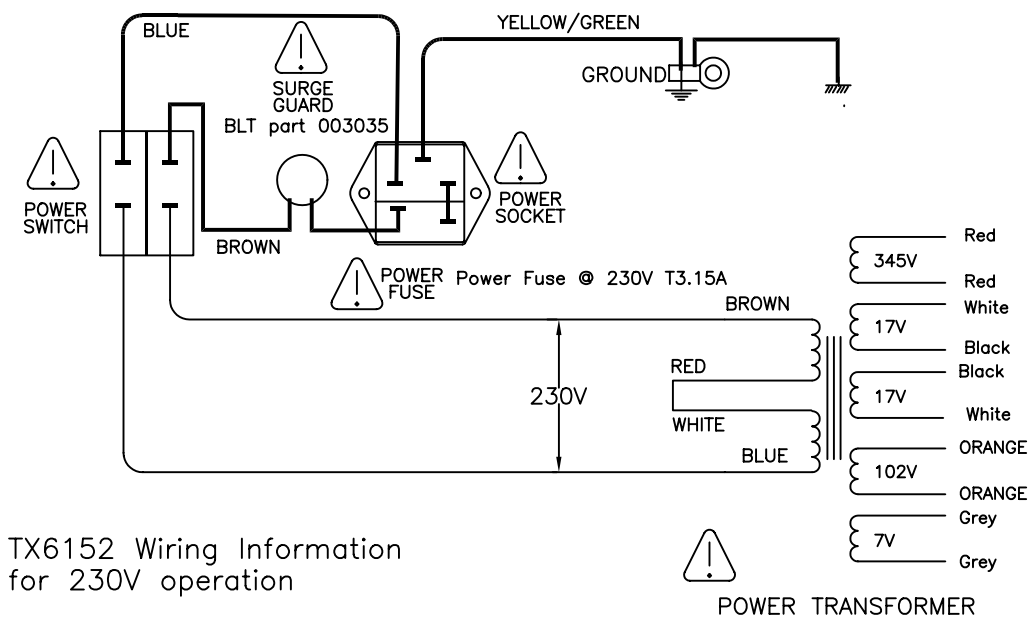 YELLOW/GREEN
BLUE
GROUND
SURGE
GUARD
BLT part 003035
POWER
SWITCH
POWER
SOCKET
BROWN
POWER
FUSE
Power Fuse @ 230V T3.15A
BROWN
RED
230V
WHITE
BLUE
Red
345V
Red
White
17V
Black
Black
17V
White
ORANGE
102V
ORANGE
Grey
7V
Grey
TX6152 Wiring Information
for 230V operation
POWER TRANSFORMER